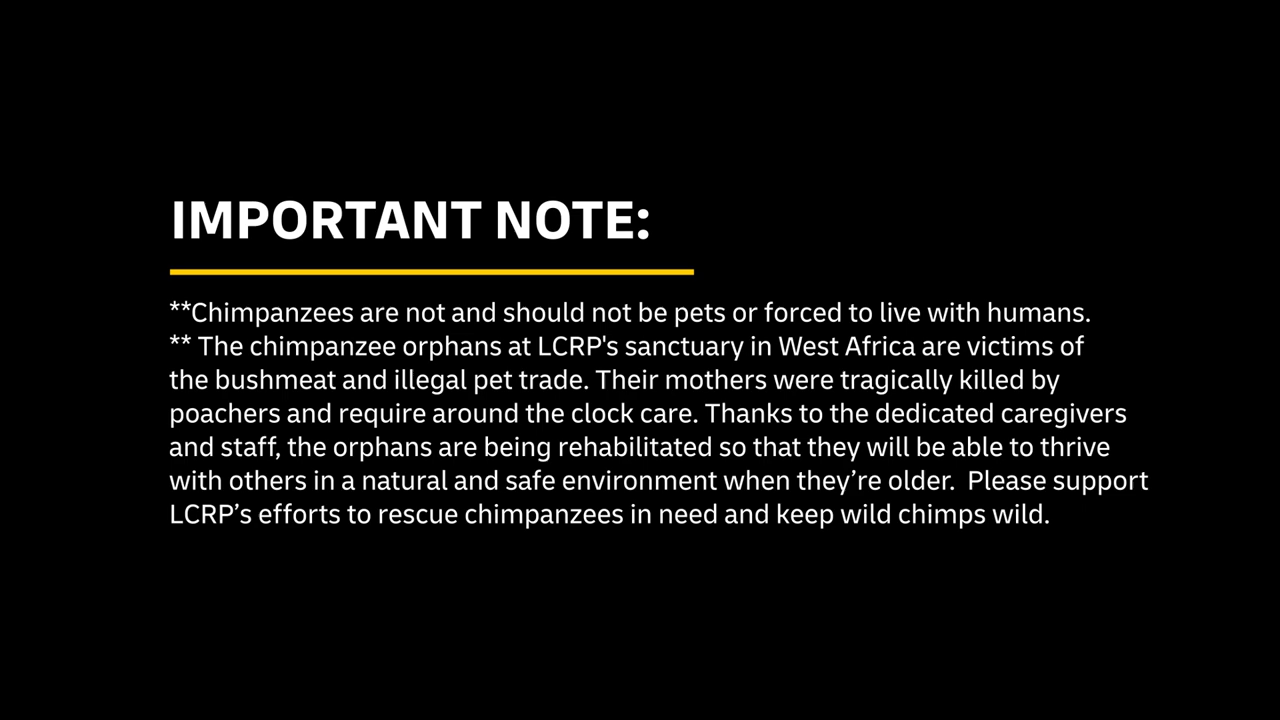 IMPORTANT NOTE:
**Chimpanzees are not and should not be pets or forced to live with humans.
** The chimpanzee orphans at LCRP's sanctuary in West Africa are victims of
the bushmeat and illegal pet trade. Their mothers were tragically killed by
poachers and require around the clock care. Thanks to the dedicated caregivers
and staff, the orphans are being rehabilitated so that they will be able to thrive
with others in a natural and safe environment when they’re older.  Please support
LCRP’s efforts to rescue chimpanzees in need and keep wild chimps wild.